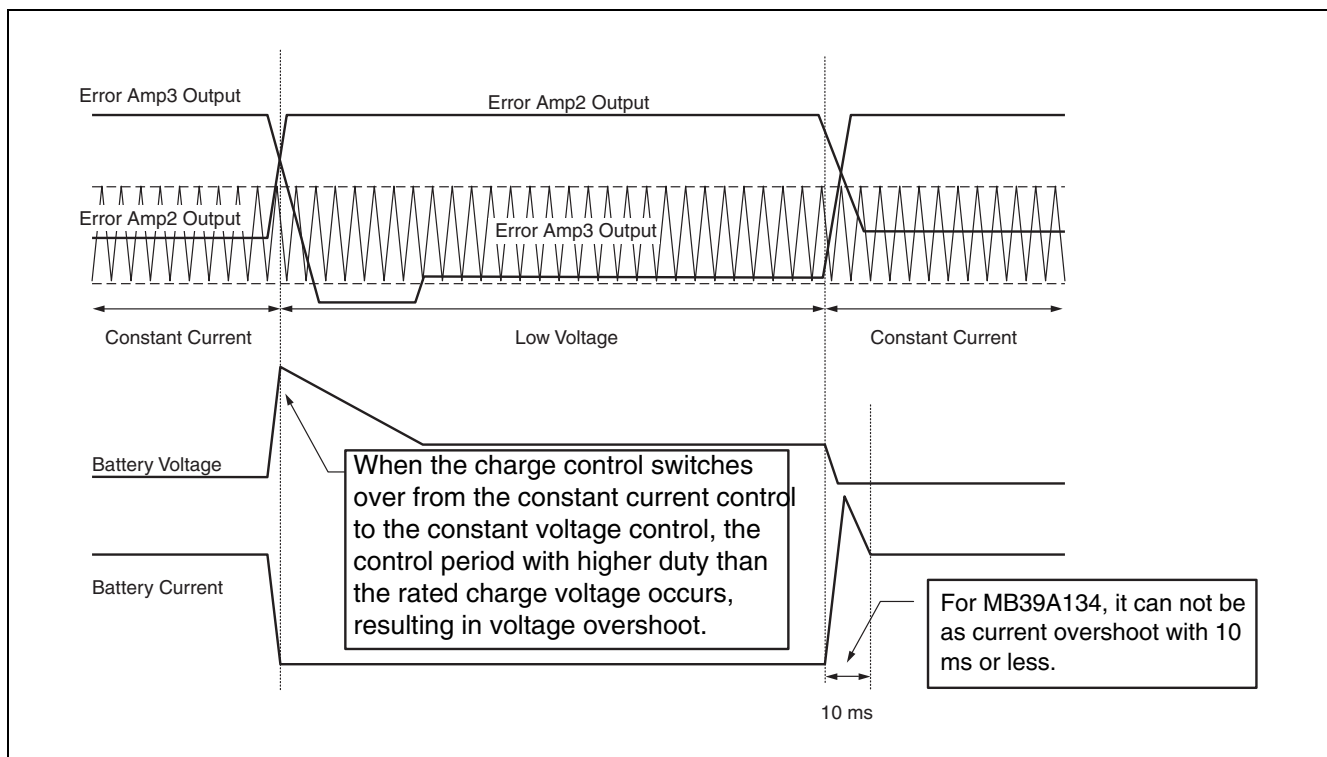 Error Amp3 Output
Error Amp2 Output
Error Amp2 Output
Error Amp3 Output
Constant Current
Low Voltage
Constant Current
Battery Voltage
When the charge control switches
over from the constant current control
to the constant voltage control, the
control period with higher duty than
the rated charge voltage occurs,
resulting in voltage overshoot.
Battery Current
For MB39A134, it can not be
as current overshoot with 10
ms or less.
10 ms